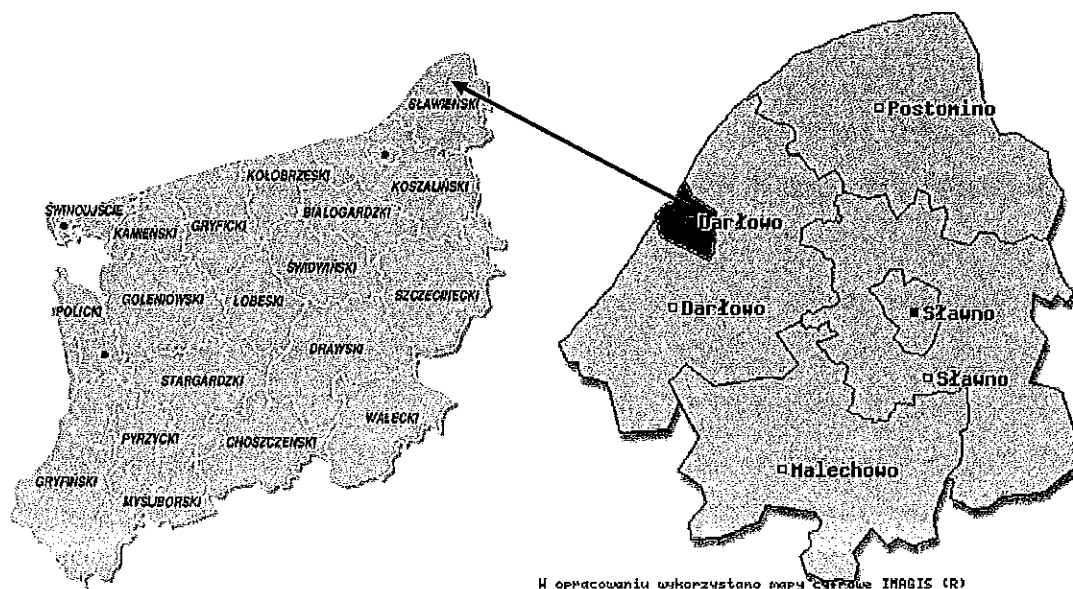 SŁAWIEŃSKI
KOŁOBRZESKI
KOSZALIŃSKI
ŚWINOUJŚCIE
KAMIEŃSKI
GRYFICKI
BIAŁOGARDZKI
ŚWIDWIŃSKI
POLICKI
GOLENIOWSKI
ŁOBESKI
SZCZECINECKI
DRAWSKI
STARGARDZKI
WAŁECKI
PYRZYCKI
CHOSZCZEŃSKI
GRYFIŃSKI
MYŚLIBORSKI
Postomino
Darłowo
Darłowo
Sławno
Sławno
Malechowo
W opracowaniu wykorzystano mapy cyfrowe IMAGIS (R)